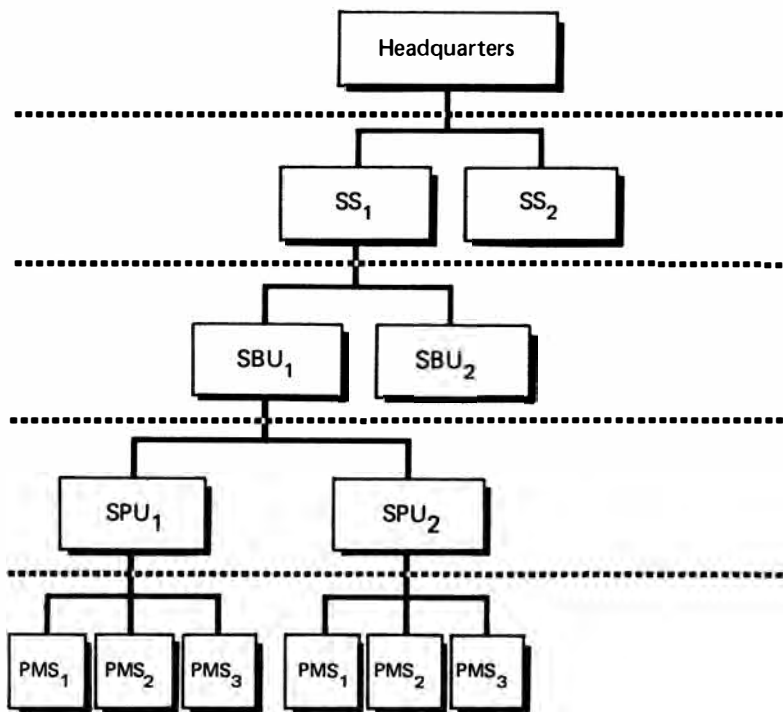 Headquarters
SS₁ SS₂
SBU₁ SBU₂
SPU₁ SPU₂
PMS₁ PMS₂ PMS₃ PMS₁ PMS₂ PMS₃